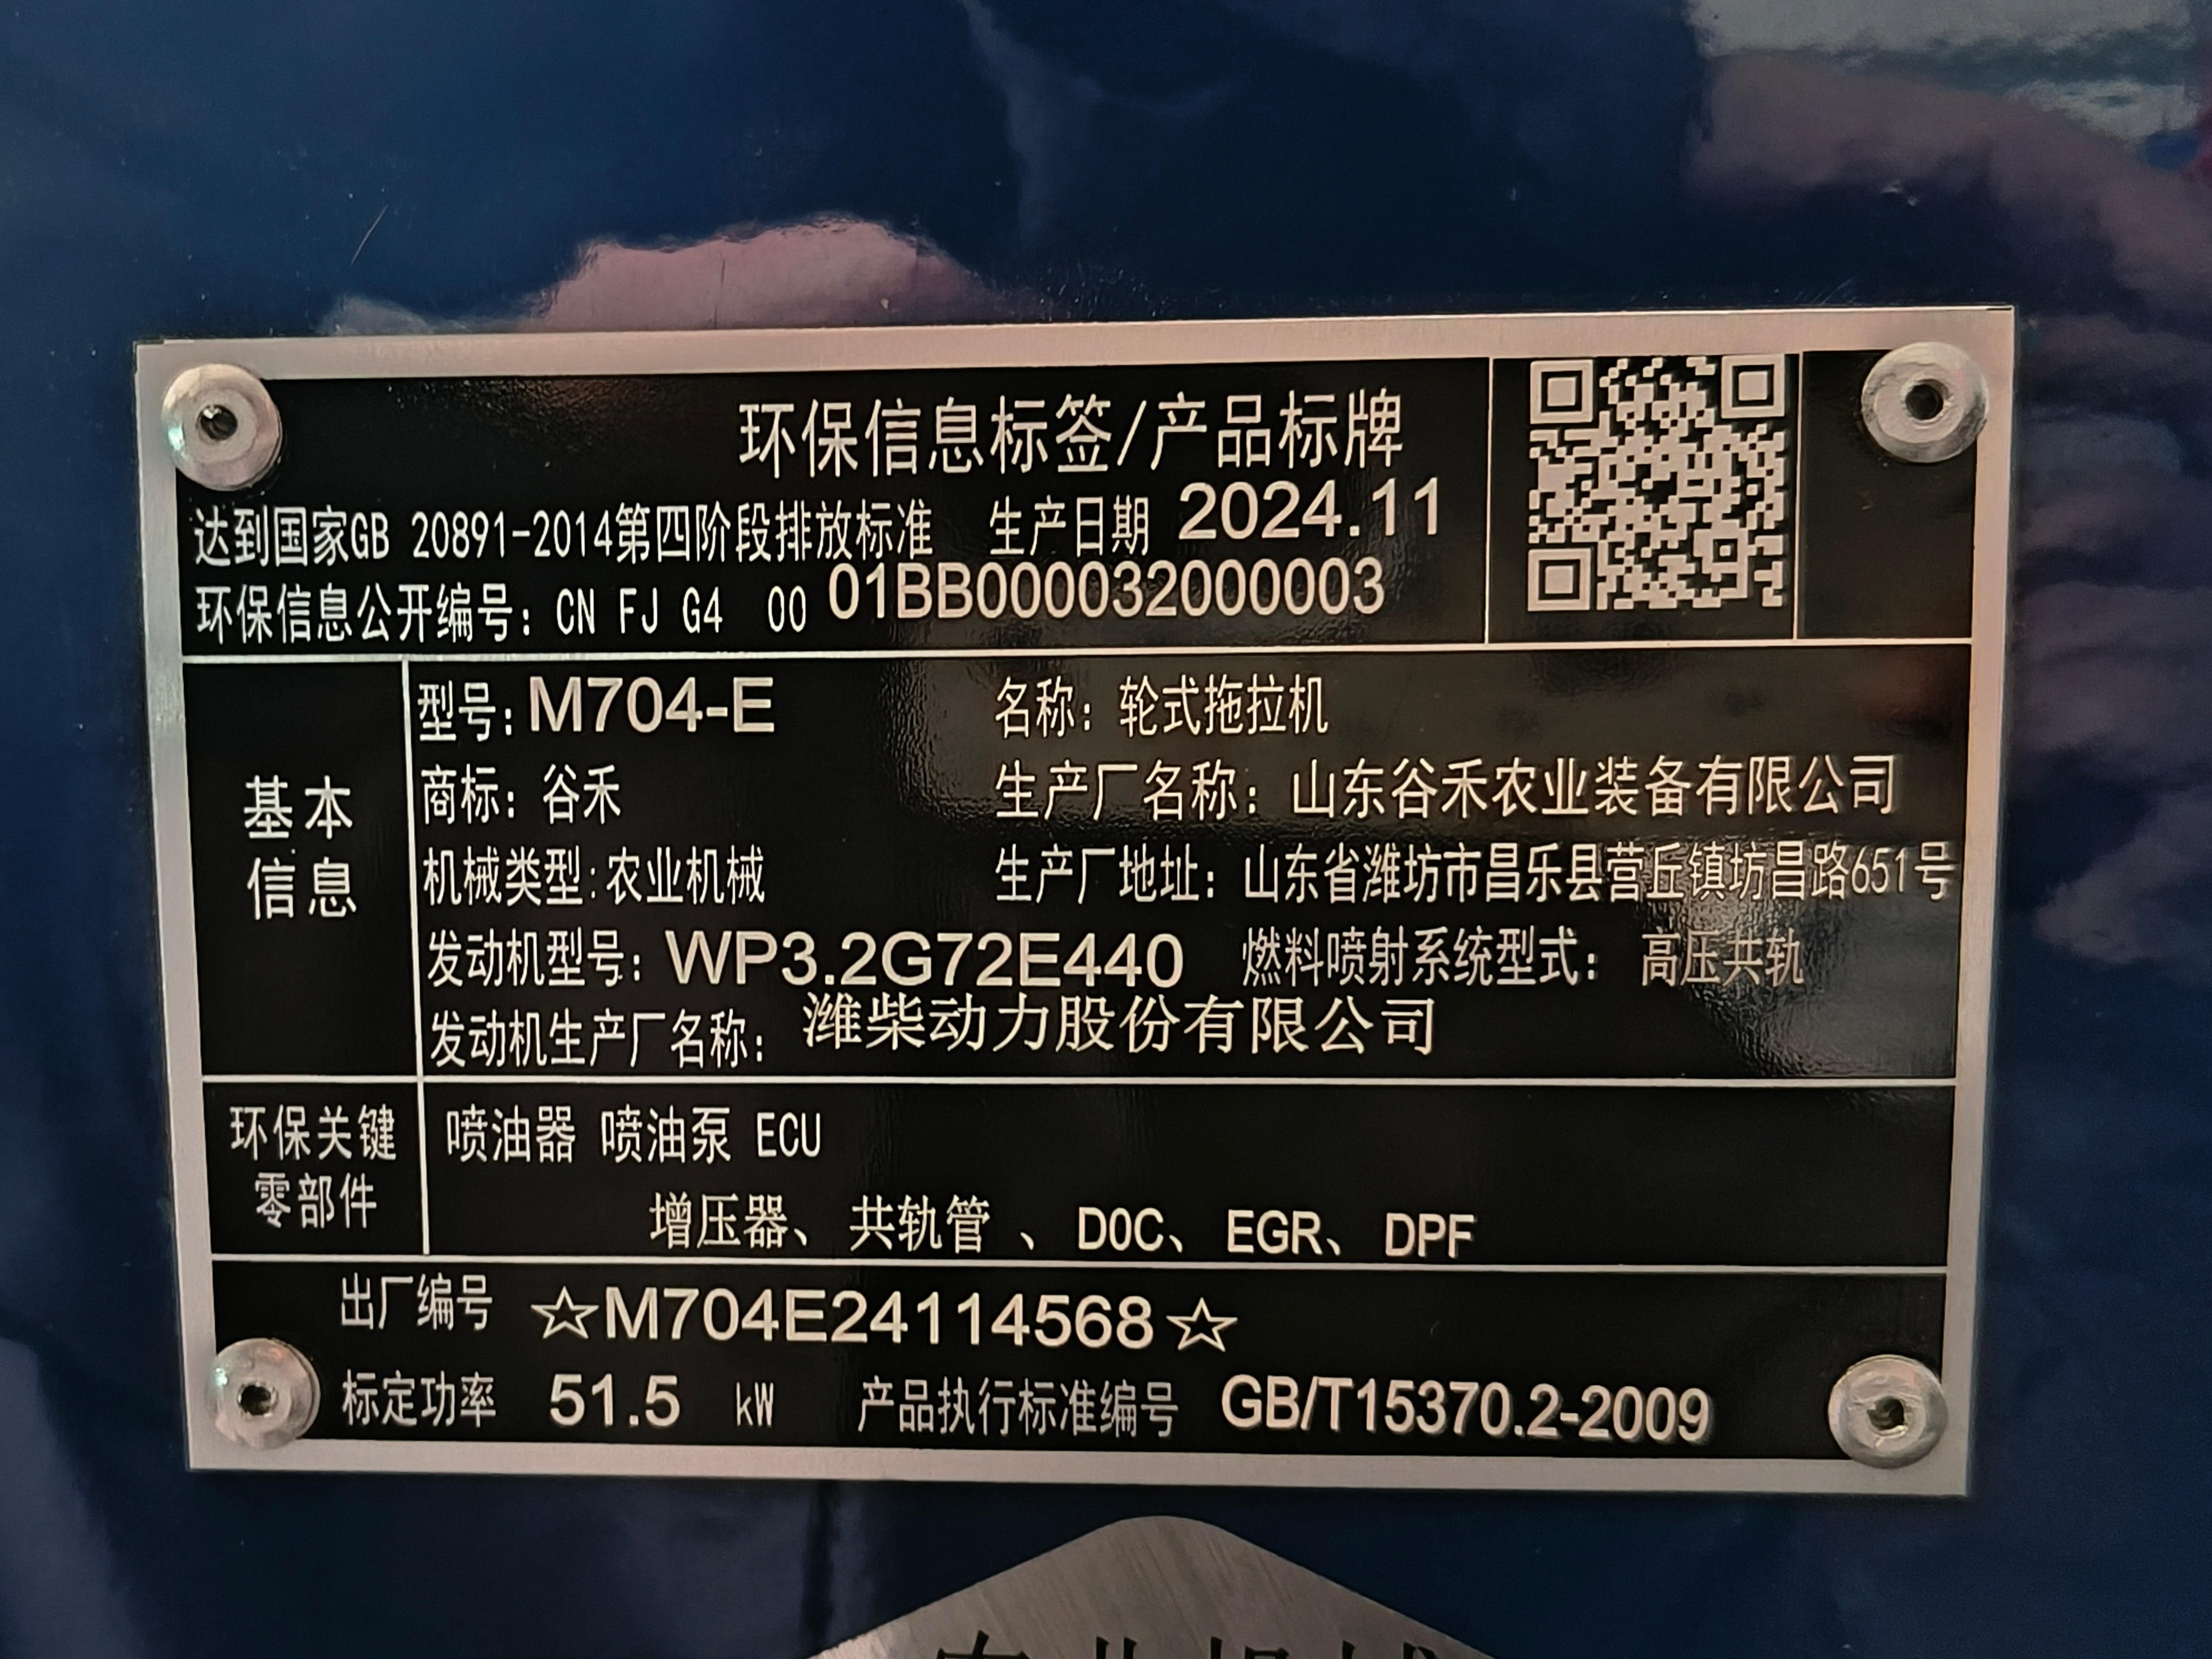 环保信息标签/产品标牌
达到国家GB 20891-2014第四阶段排放标准 生产日期 2024.11
环保信息公开编号：CN FJ G4 00 01BB000032000003
基本信息
型号：M704-E 名称：轮式拖拉机
商标：谷禾 生产厂名称：山东谷禾农业装备有限公司
机械类型：农业机械 生产厂地址：山东省潍坊市昌乐县营丘镇坊昌路651号
发动机型号：WP3.2G72E440 燃料喷射系统型式：高压共轨
发动机生产厂名称：潍柴动力股份有限公司
环保关键零部件
喷油器 喷油泵 ECU
增压器、共轨管、DOC、EGR、DPF
出厂编号 ☆M704E24114568☆
标定功率 51.5 kW 产品执行标准编号 GB/T15370.2-2009